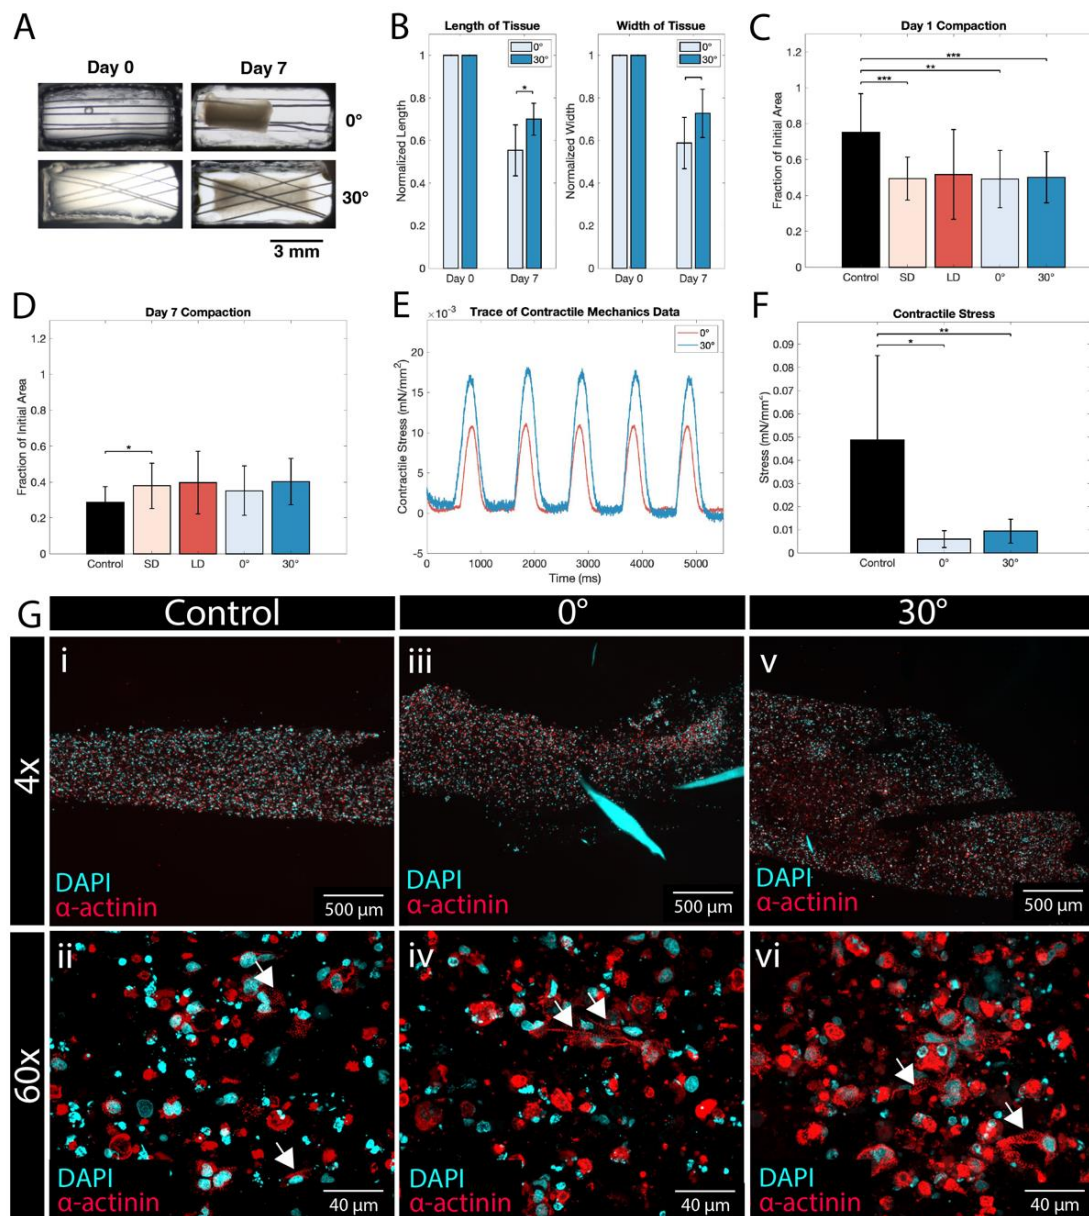 A
Day 0
Day 7
0°
30°
3 mm
B
Length of Tissue
Normalized Length
1
0.8
0.6
0.4
0.2
0
0°
30°
*
Day 0
Day 7
Width of Tissue
Normalized Width
1
0.8
0.6
0.4
0.2
0
0°
30°
Day 0
Day 7
C
Day 1 Compaction
Fraction of Initial Area
1.2
1
0.8
0.6
0.4
0.2
0
***
**
***
Control
SD
LD
0°
30°
D
Day 7 Compaction
Fraction of Initial Area
1.2
1
0.8
0.6
0.4
0.2
0
*
Control
SD
LD
0°
30°
E
×10⁻³
Trace of Contractile Mechanics Data
Contractile Stress (mN/mm²)
20
15
10
5
0
-5
0°
30°
0
1000
2000
3000
4000
5000
Time (ms)
F
Contractile Stress
Stress (mN/mm²)
0.09
0.08
0.07
0.06
0.05
0.04
0.03
0.02
0.01
0
**
*
Control
0°
30°
G
Control
0°
30°
4x
i
DAPI
α-actinin
500 µm
iii
DAPI
α-actinin
500 µm
v
DAPI
α-actinin
500 µm
60x
ii
DAPI
α-actinin
40 µm
iv
DAPI
α-actinin
40 µm
vi
DAPI
α-actinin
40 µm